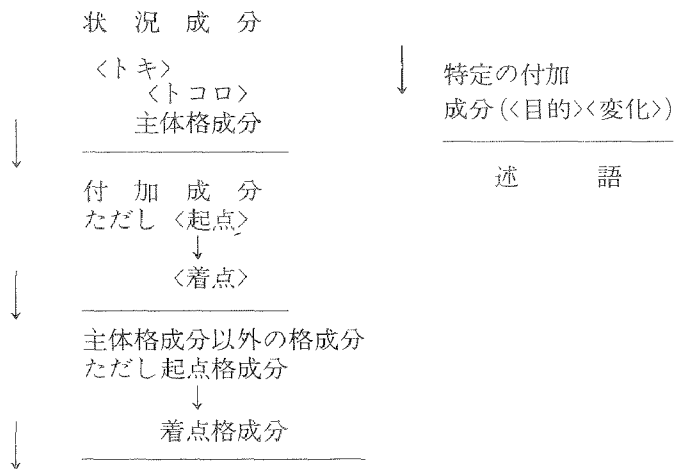 状況成分
〈トキ〉
〈トコロ〉
主体格成分
付加成分
ただし〈起点〉
↓
〈着点〉
主体格成分以外の格成分
ただし起点格成分
↓
着点格成分
特定の付加
成分(〈目的〉〈変化〉)
述語